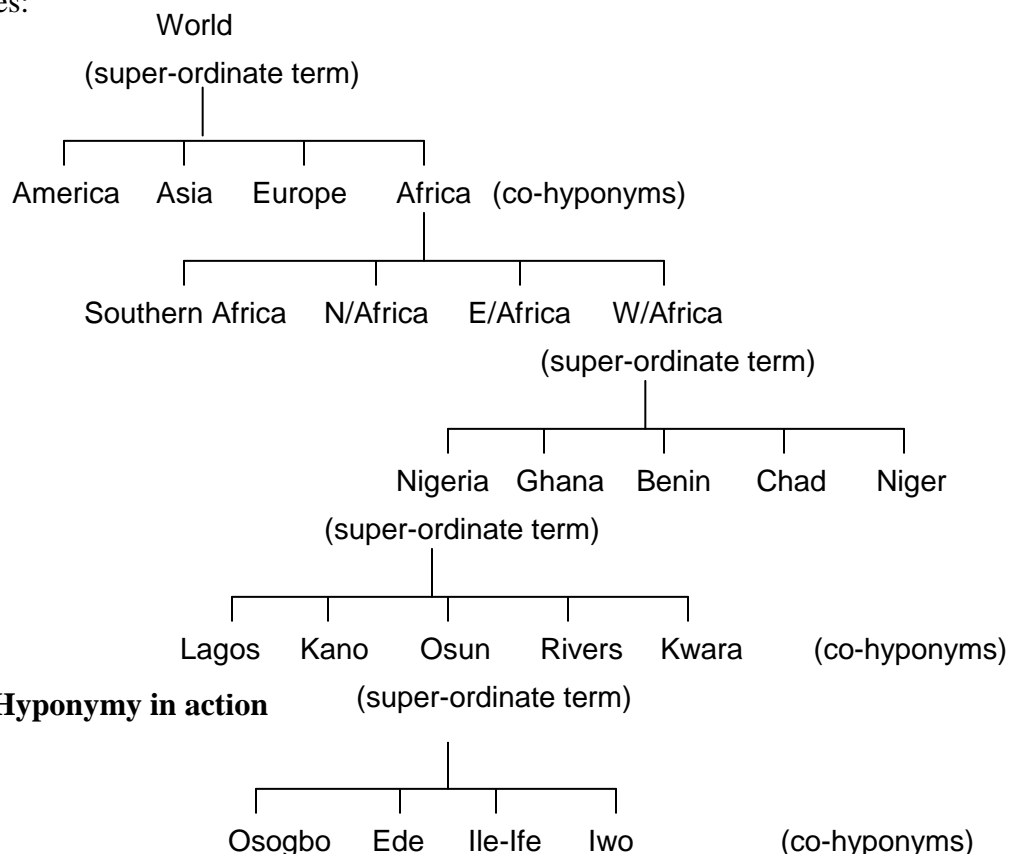 es:
World
(super-ordinate term)
America Asia Europe Africa (co-hyponyms)
Southern Africa N/Africa E/Africa W/Africa
(super-ordinate term)
Nigeria Ghana Benin Chad Niger
(super-ordinate term)
Lagos Kano Osun Rivers Kwara (co-hyponyms)
Hyponymy in action (super-ordinate term)
Osogbo Ede Ile-Ife Iwo (co-hyponyms)